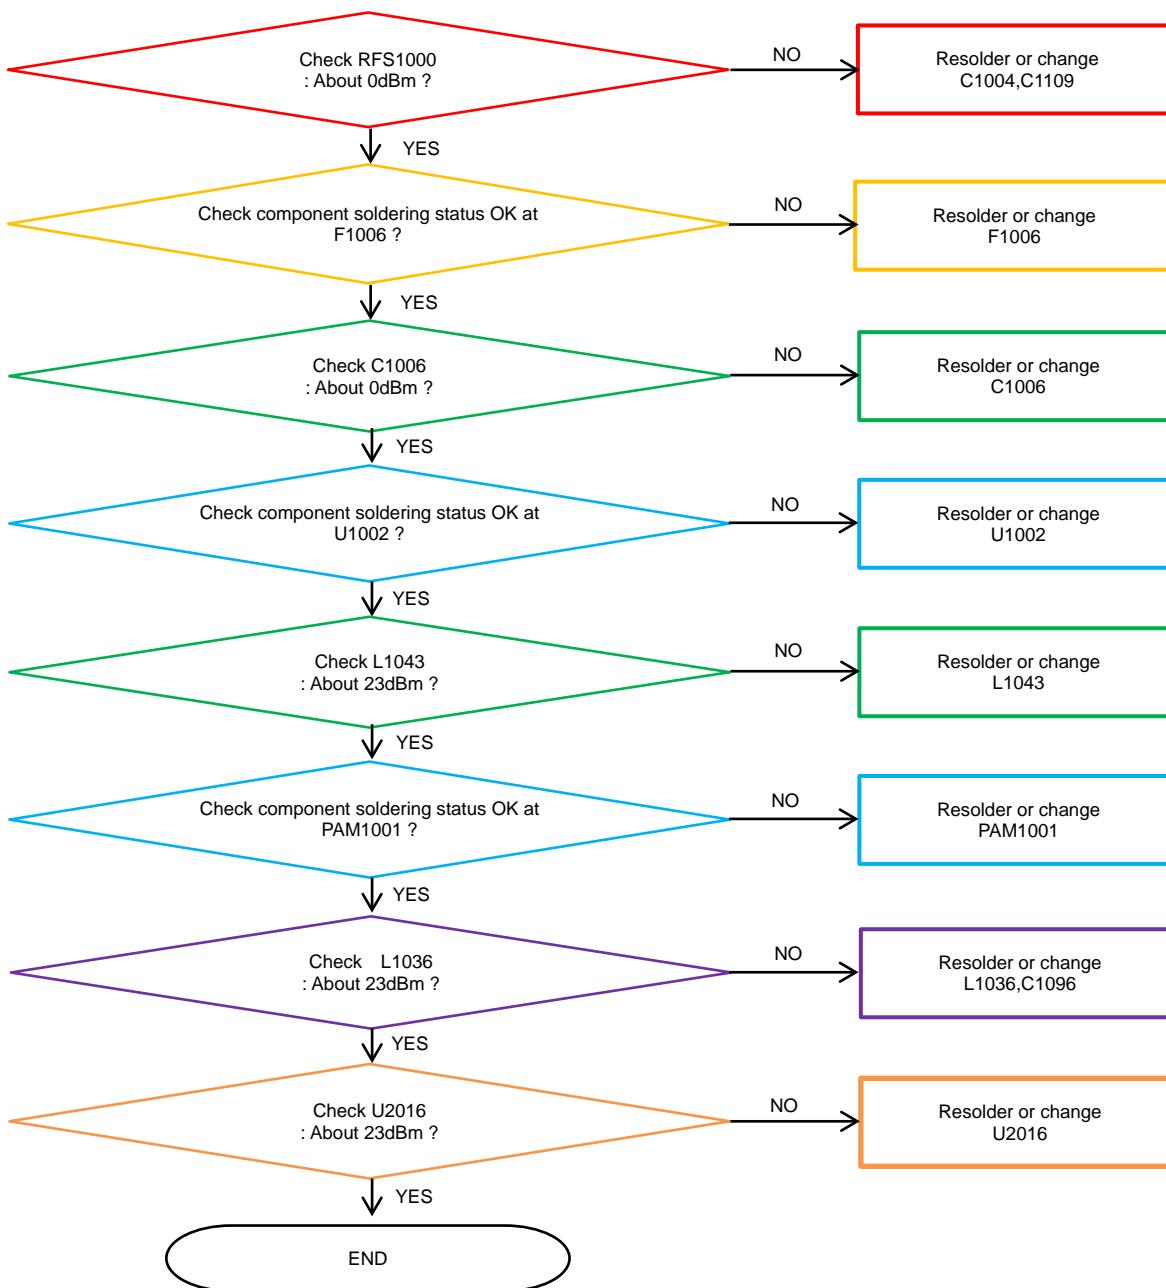 Check RFS1000
: About 0dBm ?
NO
Resolder or change
C1004,C1109
YES
Check component soldering status OK at
F1006 ?
NO
Resolder or change
F1006
YES
Check C1006
: About 0dBm ?
NO
Resolder or change
C1006
YES
Check component soldering status OK at
U1002 ?
NO
Resolder or change
U1002
YES
Check L1043
: About 23dBm ?
NO
Resolder or change
L1043
YES
Check component soldering status OK at
PAM1001 ?
NO
Resolder or change
PAM1001
YES
Check L1036
: About 23dBm ?
NO
Resolder or change
L1036,C1096
YES
Check U2016
: About 23dBm ?
NO
Resolder or change
U2016
YES
END